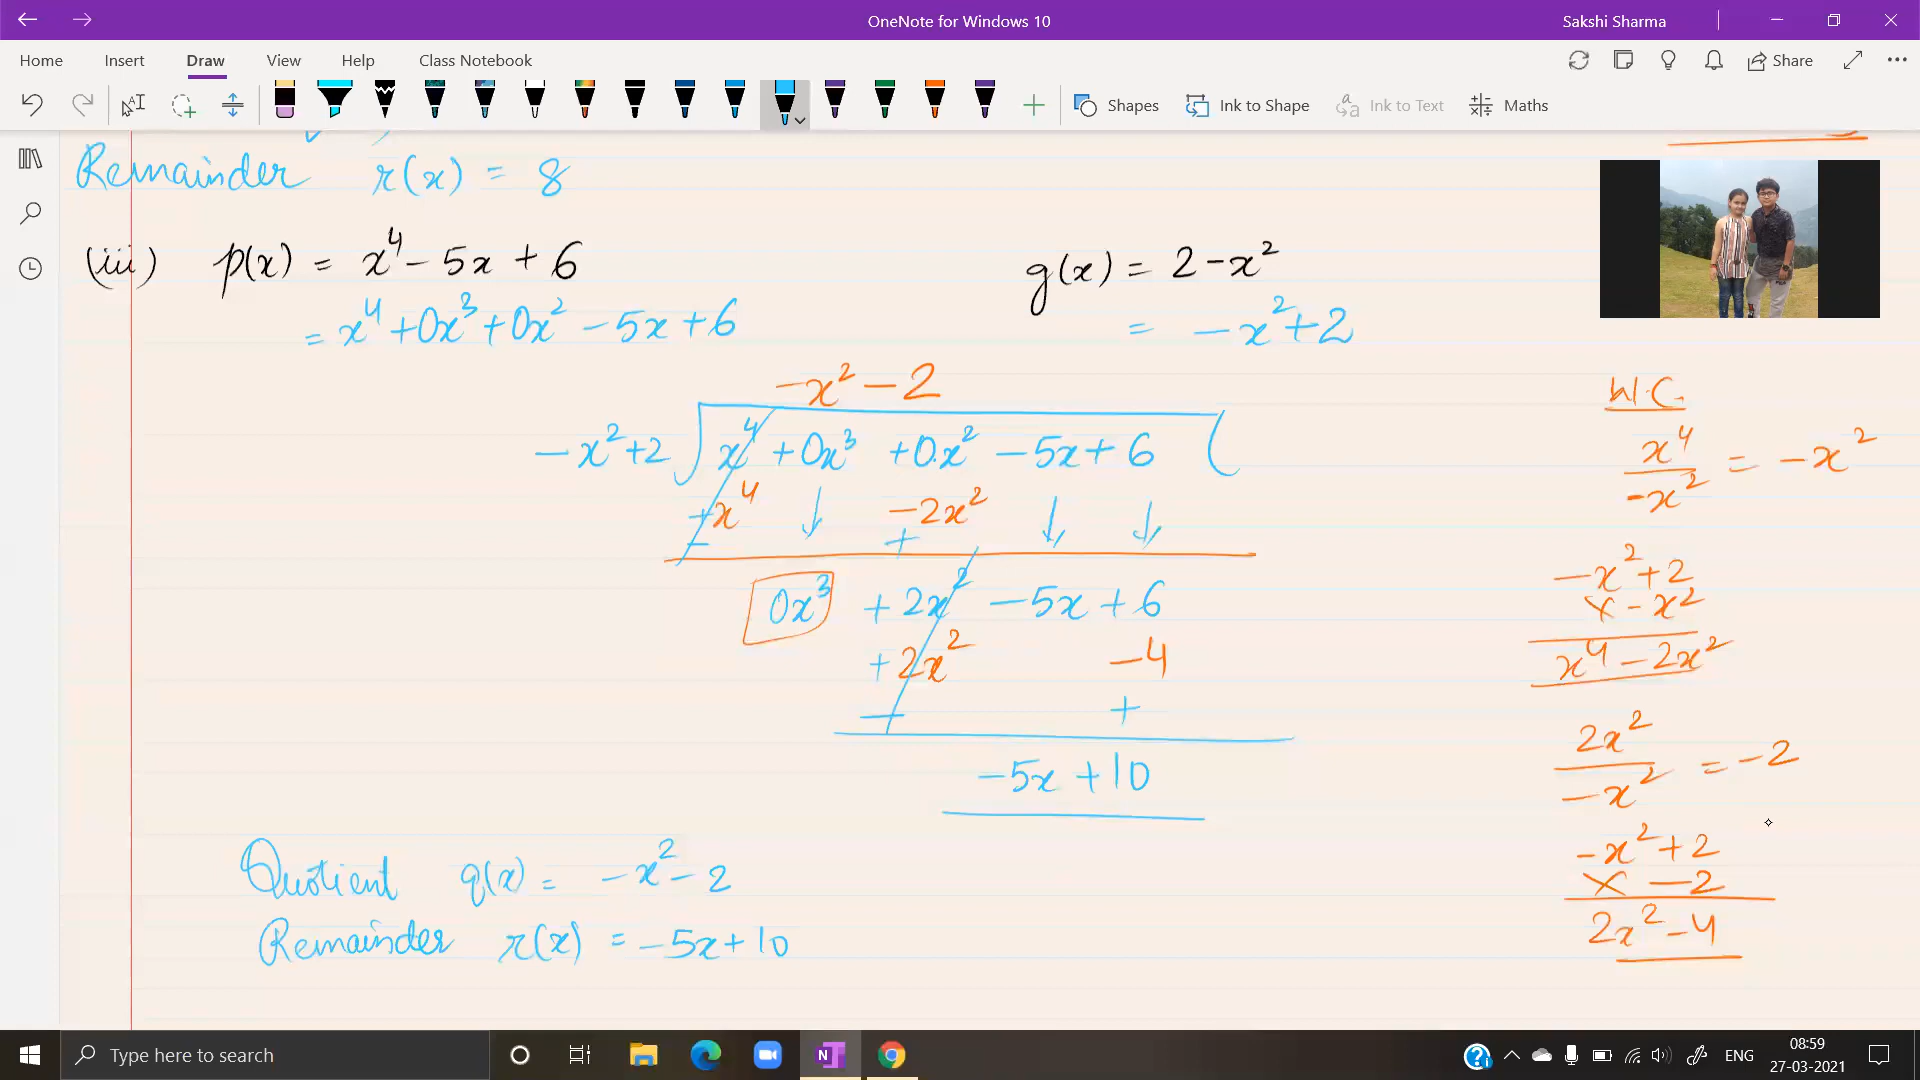 OneNote for Windows 10
Sakshi Sharma
Home Insert Draw View Help Class Notebook
Share
Shapes Ink to Shape Ink to Text Maths
Remainder r(x) = 8
(iii) p(x) = x⁴ - 5x + 6 g(x) = 2 - x²
= x⁴ + 0x³ + 0x² - 5x + 6 = -x² + 2
-x² - 2
-x² + 2 ) x⁴ + 0x³ + 0x² - 5x + 6 (
+x⁴ ↓ -2x² ↓ ↓
- +
0x³ + 2x² - 5x + 6
+2x² - 4
- +
-5x + 10
Quotient q(x) = -x² - 2
Remainder r(x) = -5x + 10
W.C.
x⁴/-x² = -x²
-x² + 2
× - x²
x⁴ - 2x²
2x²/-x² = -2
-x² + 2
× - 2
2x² - 4
Type here to search
ENG
08:59
27-03-2021